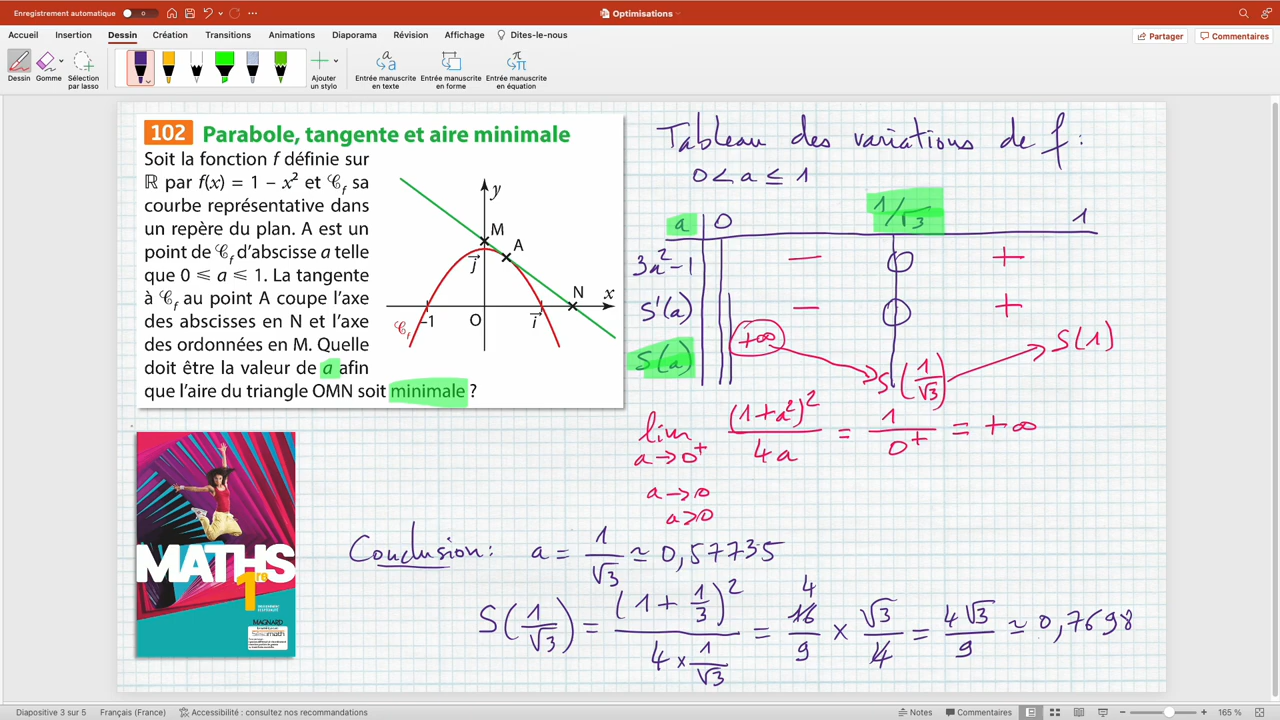 Enregistrement automatique
Optimisations
Accueil Insertion Dessin Création Transitions Animations Diaporama Révision Affichage Dites-le-nous
Partager Commentaires
Dessin
Gomme
Sélection
par lasso
Ajouter
un stylo
Entrée manuscrite
en texte
Entrée manuscrite
en forme
Entrée manuscrite
en équation
102 Parabole, tangente et aire minimale
Soit la fonction f définie sur
ℝ par f(x) = 1 – x² et 𝒞f sa
courbe représentative dans
un repère du plan. A est un
point de 𝒞f d'abscisse a telle
que 0 ⩽ a ⩽ 1. La tangente
à 𝒞f au point A coupe l'axe
des abscisses en N et l'axe
des ordonnées en M. Quelle
doit être la valeur de a afin
que l'aire du triangle OMN soit minimale ?
y
M
A
j
N
x
𝒞f
–1
O
i
MATHS
1re
MAGNARD
Sésamath
Tableau des variations de f :
0 < a ≤ 1
a 0 1/√3 1
3a²-1 − 0 +
S'(a) − 0 +
S(a) +∞ S(1/√3) S(1)
lim a→0⁺ (1+a²)²/4a = 1/0⁺ = +∞
a→0
a>0
Conclusion : a = 1/√3 ≃ 0,57735
S(1/√3) = (1+1/3)²/(4×1/√3) = 16/9 × √3/4 = 4√3/9 ≃ 0,7698
4
Diapositive 3 sur 5 Français (France) Accessibilité : consultez nos recommandations
Notes Commentaires 165 %